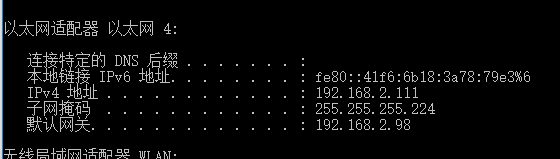 以太网适配器 以太网 4:
连接特定的 DNS 后缀 . . . . . . . :
本地链接 IPv6 地址. . . . . . . . : fe80::41f6:6b18:3a78:79e3%6
IPv4 地址 . . . . . . . . . . . . : 192.168.2.111
子网掩码  . . . . . . . . . . . . : 255.255.255.224
默认网关. . . . . . . . . . . . . : 192.168.2.98
无线局域网适配器 WLAN: